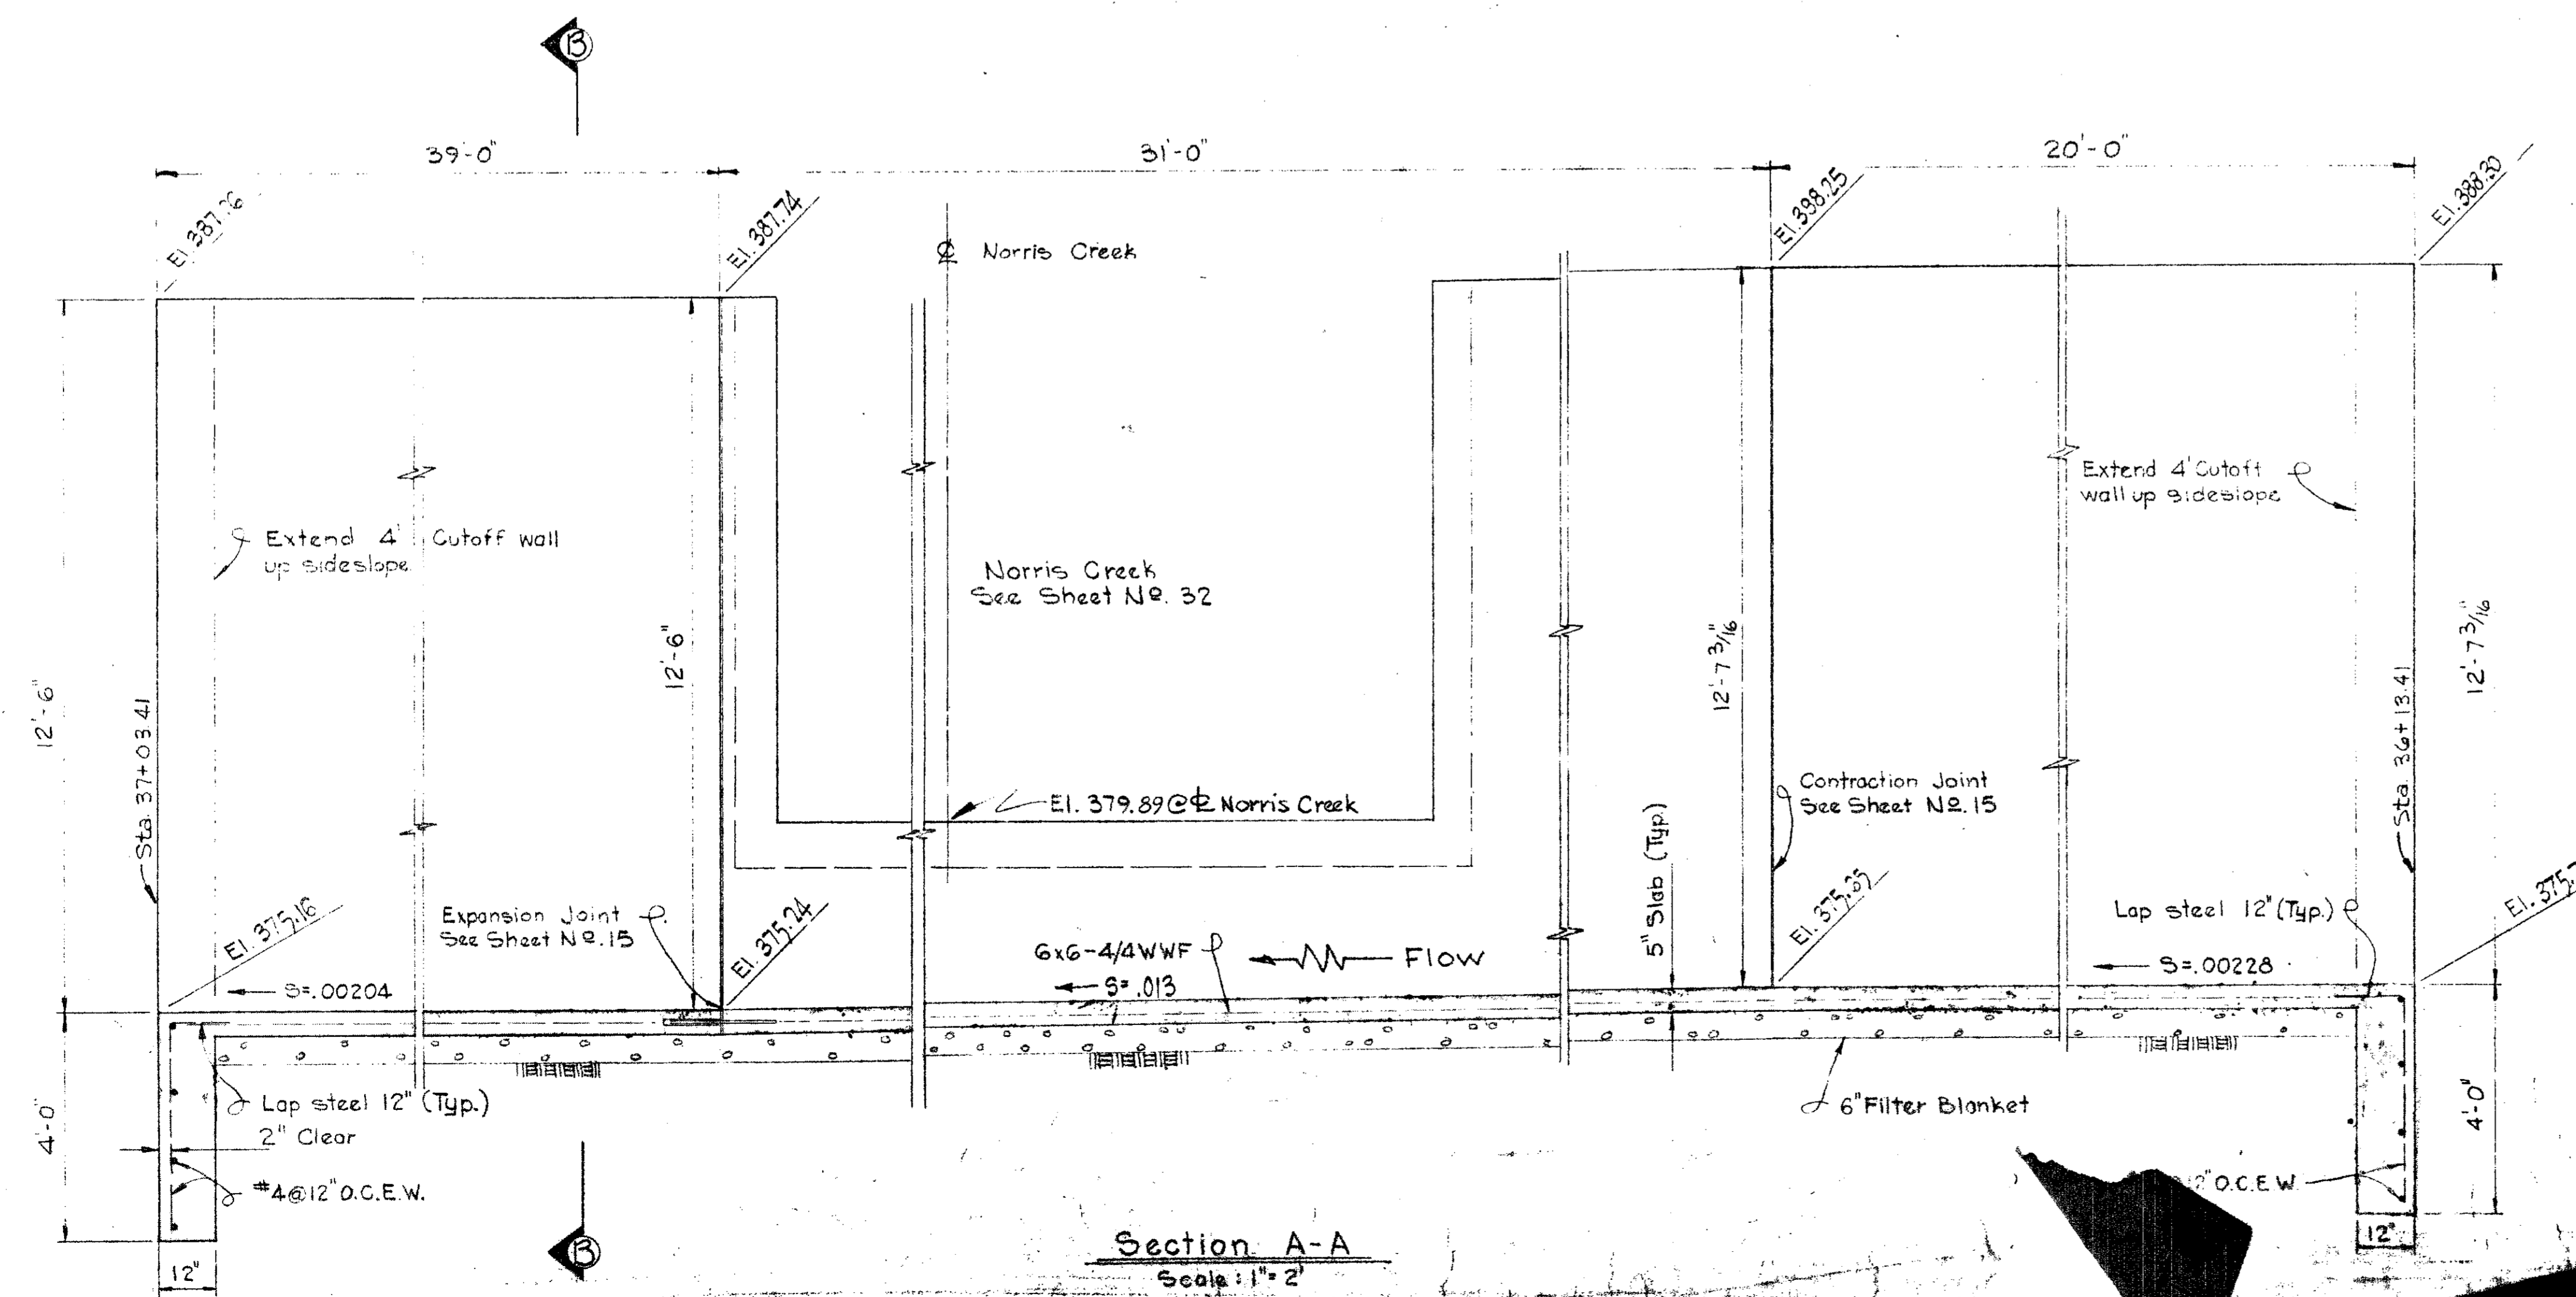 B
39'-0"
31'-0"
20'-0"
El. 387.74
El. 398.25
El. 388.30
℄ Norris Creek
Extend 4' Cutoff wall
up sideslope
Extend 4' Cutoff
wall up sideslope
Norris Creek
See Sheet No. 32
12'-6"
12'-6"
12'-7 3/16"
12'-7 3/16"
Sta. 37+03.41
Sta. 36+13.41
El. 379.89@℄ Norris Creek
Contraction Joint
See Sheet No. 15
5" Slab (Typ.)
El. 375.16
Expansion Joint
See Sheet No. 15
El. 375.24
6x6-4/4WWF
Flow
El. 375.
Lap steel 12" (Typ.)
S=.00204
S=.013
S=.00228
Lap steel 12" (Typ.)
2" Clear
6" Filter Blanket
4'-0"
4'-0"
#4@12"O.C.E.W.
12"O.C.E.W.
B
12"
12"
Section A-A
Scale: 1"=2'